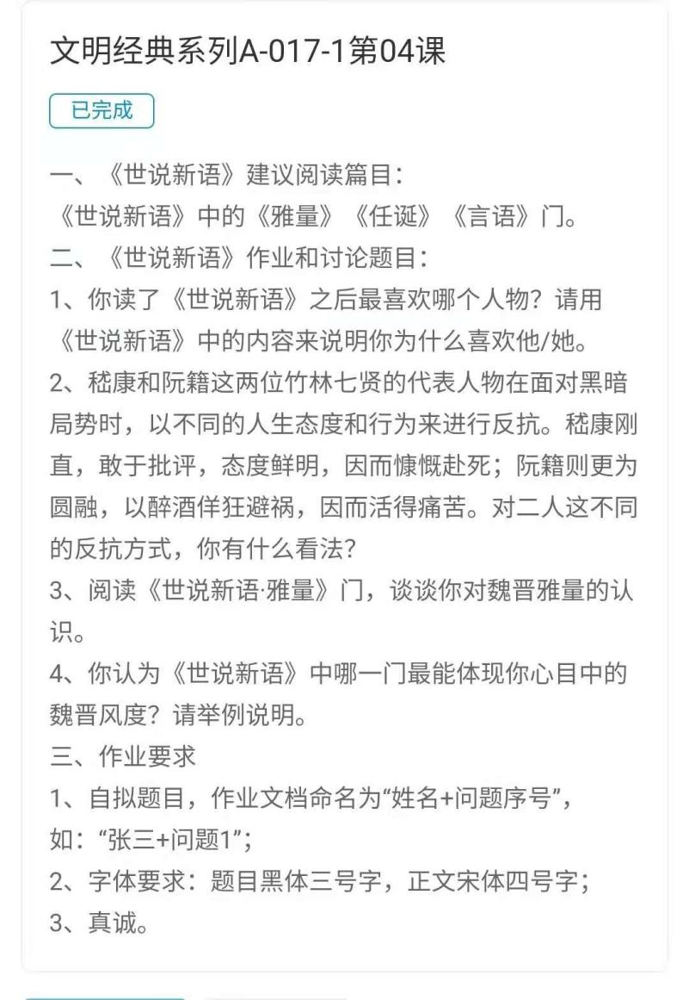 文明经典系列A-017-1第04课
已完成
一、《世说新语》建议阅读篇目：
《世说新语》中的《雅量》《任诞》《言语》门。
二、《世说新语》作业和讨论题目：
1、你读了《世说新语》之后最喜欢哪个人物？请用
《世说新语》中的内容来说明你为什么喜欢他/她。
2、嵇康和阮籍这两位竹林七贤的代表人物在面对黑暗
局势时，以不同的人生态度和行为来进行反抗。嵇康刚
直，敢于批评，态度鲜明，因而慷慨赴死；阮籍则更为
圆融，以醉酒佯狂避祸，因而活得痛苦。对二人这不同
的反抗方式，你有什么看法？
3、阅读《世说新语·雅量》门，谈谈你对魏晋雅量的认
识。
4、你认为《世说新语》中哪一门最能体现你心目中的
魏晋风度？请举例说明。
三、作业要求
1、自拟题目，作业文档命名为“姓名+问题序号”，
如：“张三+问题1”；
2、字体要求：题目黑体三号字，正文宋体四号字；
3、真诚。